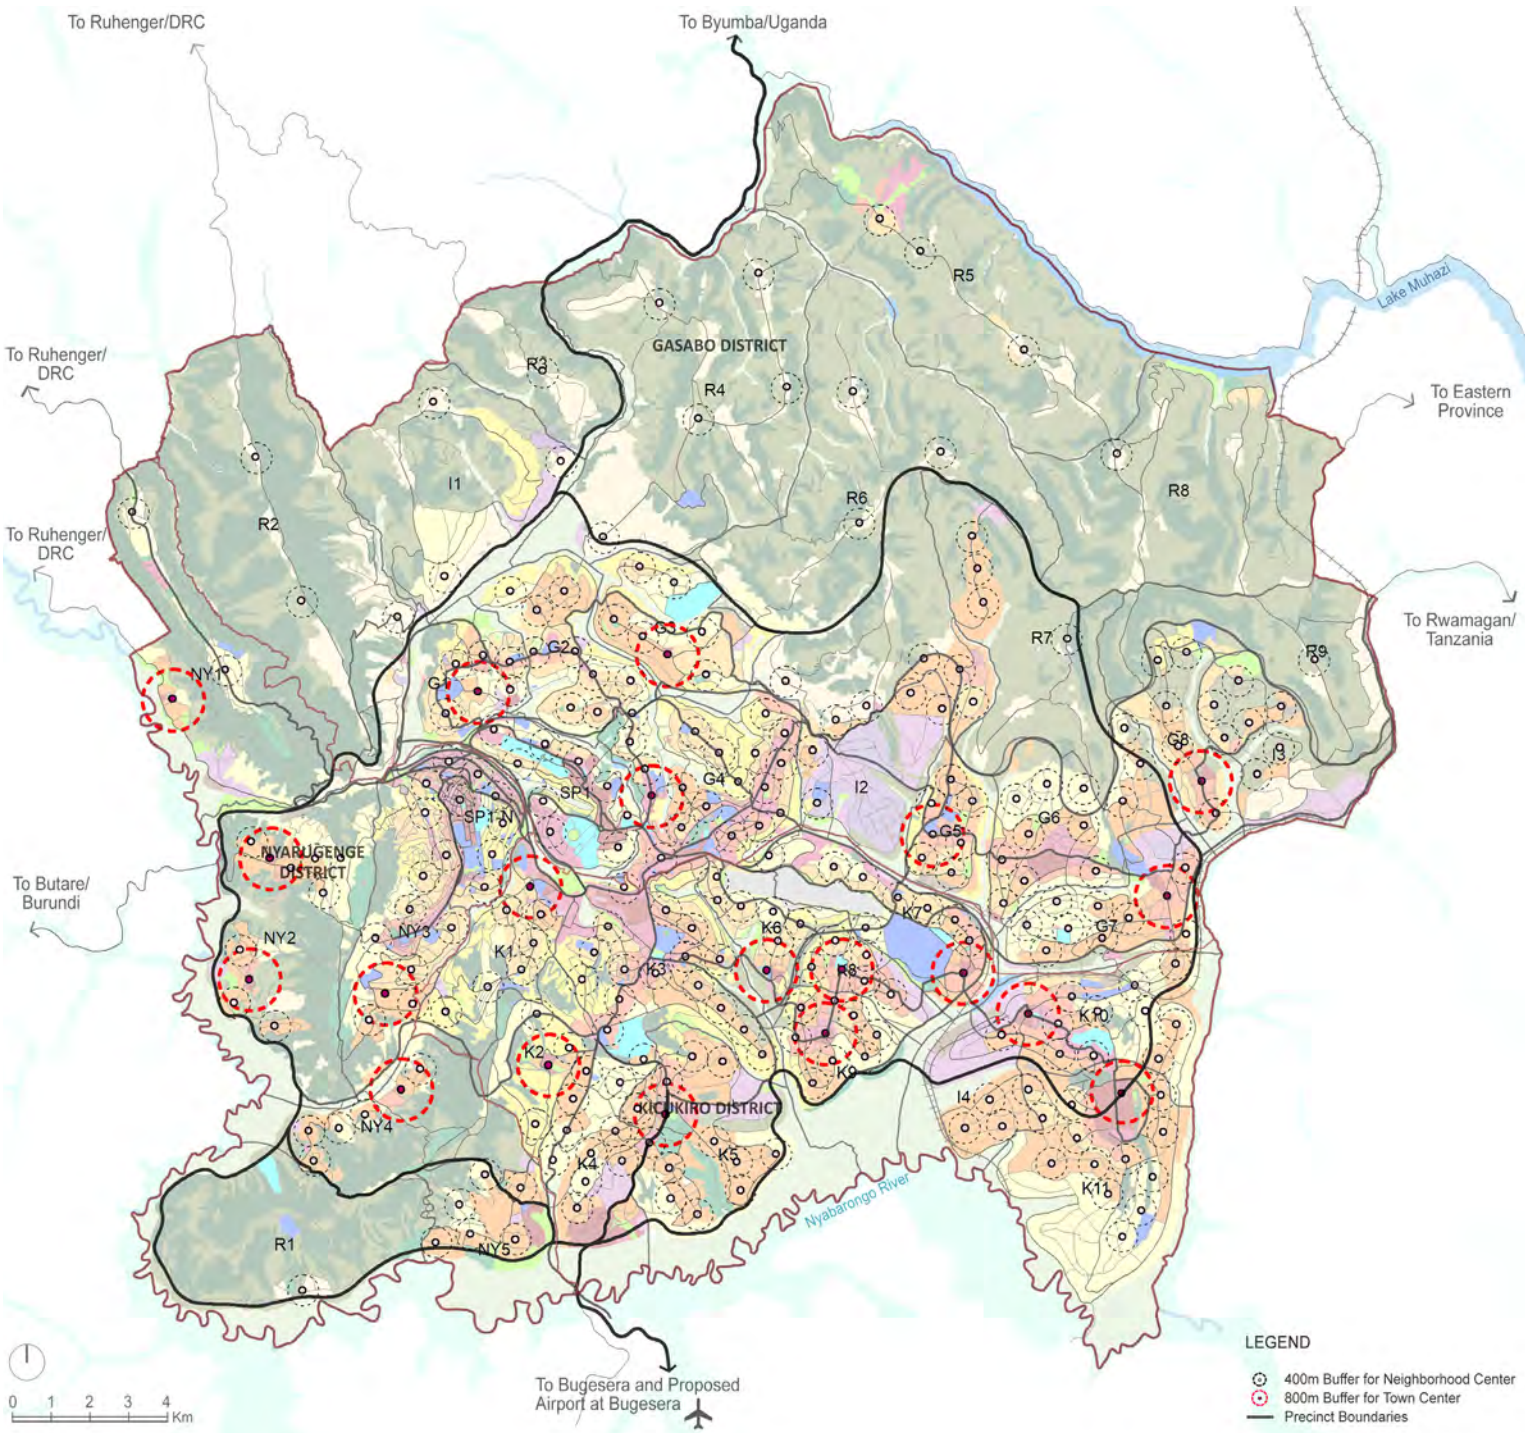 To Ruhenger/DRC
To Byumba/Uganda
Lake Muhazi
R5
GASABO DISTRICT
To Ruhenger/
DRC
R3
R4
To Eastern
Province
I1
R6
R8
R2
To Ruhenger/
DRC
To Rwamagan/
Tanzania
G3
R7
G2
R9
NY1
G1
G8
I3
G4
I2
SP1
SP1-N
G5
G6
NYARUGENGE
DISTRICT
To Butare/
Burundi
K7
K6
G7
NY3
NY2
K1
K3
K8
K10
K2
K9
I4
KICUKIRO DISTRICT
NY4
K5
K4
K11
Nyabarongo River
R1
NY5
LEGEND
400m Buffer for Neighborhood Center
800m Buffer for Town Center
Precinct Boundaries
0 1 2 3 4
Km
To Bugesera and Proposed
Airport at Bugesera